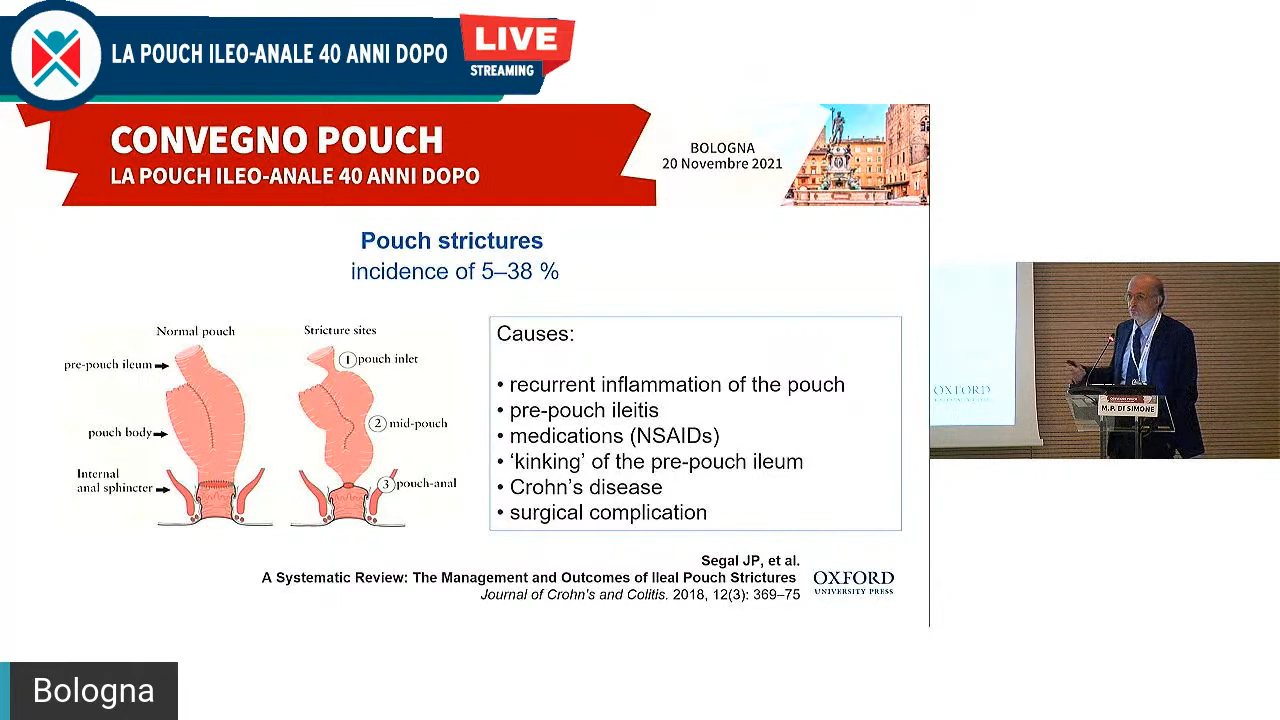 LA POUCH ILEO-ANALE 40 ANNI DOPO
LIVE
STREAMING
CONVEGNO POUCH
LA POUCH ILEO-ANALE 40 ANNI DOPO
BOLOGNA
20 Novembre 2021
Pouch strictures
incidence of 5–38 %
Normal pouch
Stricture sites
pre-pouch ileum
pouch body
Internal
anal sphincter
1 pouch inlet
2 mid-pouch
3 pouch-anal
Causes:
• recurrent inflammation of the pouch
• pre-pouch ileitis
• medications (NSAIDs)
• ‘kinking’ of the pre-pouch ileum
• Crohn’s disease
• surgical complication
Segal JP, et al.
A Systematic Review: The Management and Outcomes of Ileal Pouch Strictures
Journal of Crohn's and Colitis. 2018, 12(3): 369–75
OXFORD
UNIVERSITY PRESS
OXFORD
CONVEGNO POUCH
M.P. DI SIMONE
Bologna